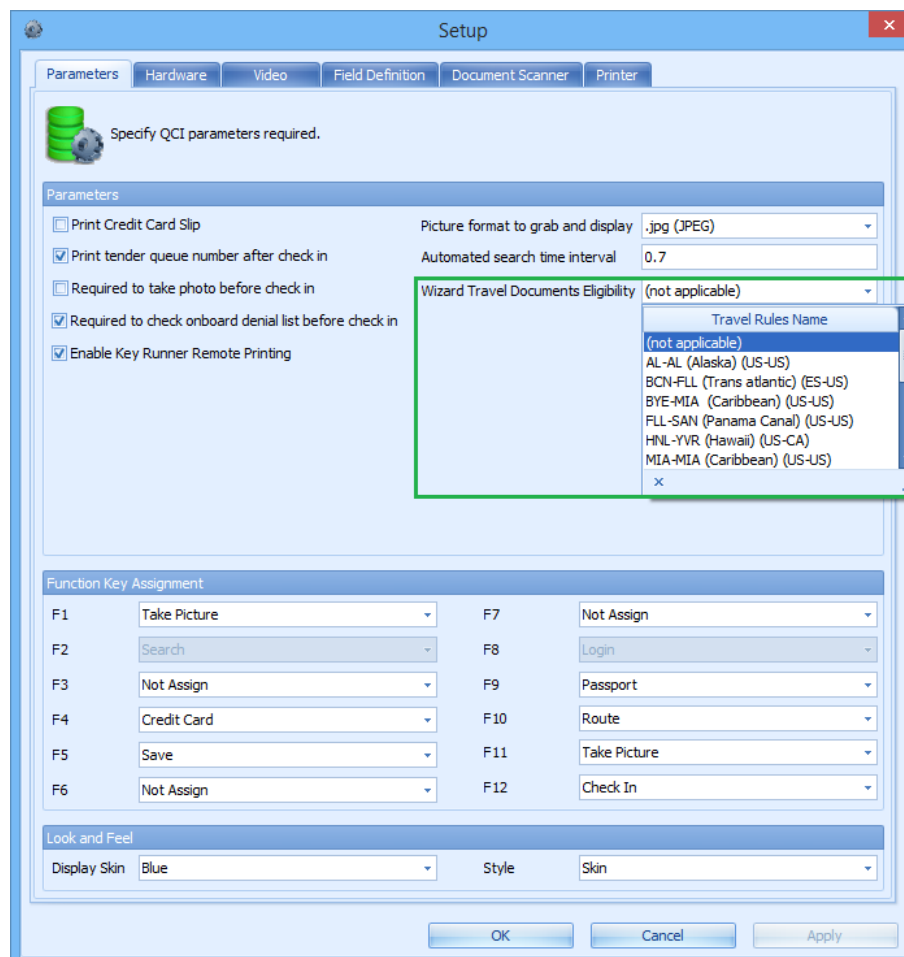 Setup
Parameters Hardware Video Field Definition Document Scanner Printer
Specify QCI parameters required.
Parameters
Print Credit Card Slip
Print tender queue number after check in
Required to take photo before check in
Required to check onboard denial list before check in
Enable Key Runner Remote Printing
Picture format to grab and display .jpg (JPEG)
Automated search time interval 0.7
Wizard Travel Documents Eligibility (not applicable)
Travel Rules Name
(not applicable)
AL-AL (Alaska) (US-US)
BCN-FLL (Trans atlantic) (ES-US)
BYE-MIA (Caribbean) (US-US)
FLL-SAN (Panama Canal) (US-US)
HNL-YVR (Hawaii) (US-CA)
MIA-MIA (Caribbean) (US-US)
Function Key Assignment
F1 Take Picture F7 Not Assign
F2 Search F8 Login
F3 Not Assign F9 Passport
F4 Credit Card F10 Route
F5 Save F11 Take Picture
F6 Not Assign F12 Check In
Look and Feel
Display Skin Blue Style Skin
OK Cancel Apply